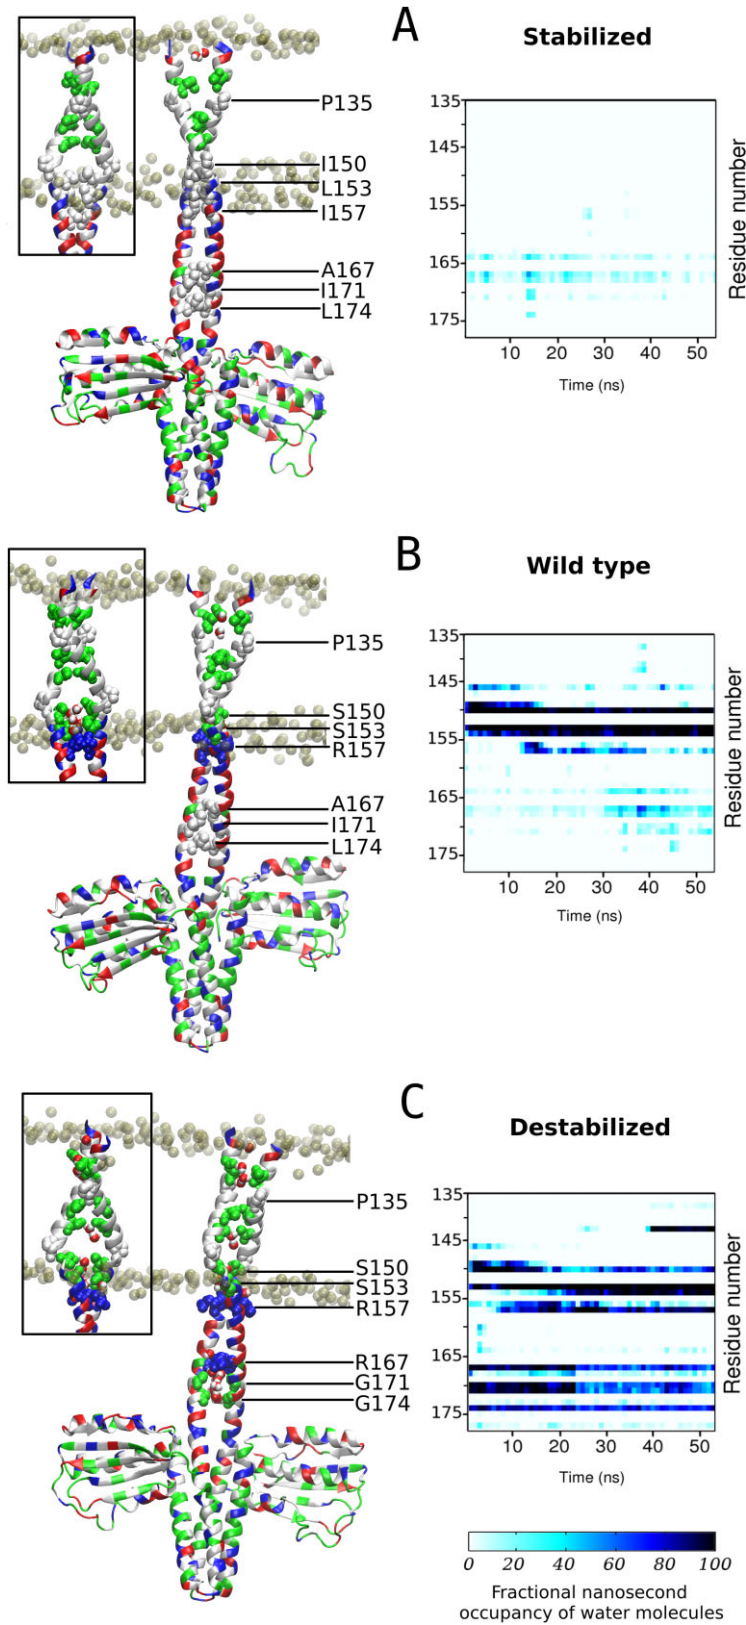 A
Stabilized
P135
I150
L153
I157
A167
I171
L174
135
145
155
165
175
Residue number
10 20 30 40 50
Time (ns)
B
Wild type
P135
S150
S153
R157
A167
I171
L174
135
145
155
165
175
Residue number
10 20 30 40 50
Time (ns)
C
Destabilized
P135
S150
S153
R157
R167
G171
G174
135
145
155
165
175
Residue number
10 20 30 40 50
Time (ns)
0 20 40 60 80 100
Fractional nanosecond
occupancy of water molecules